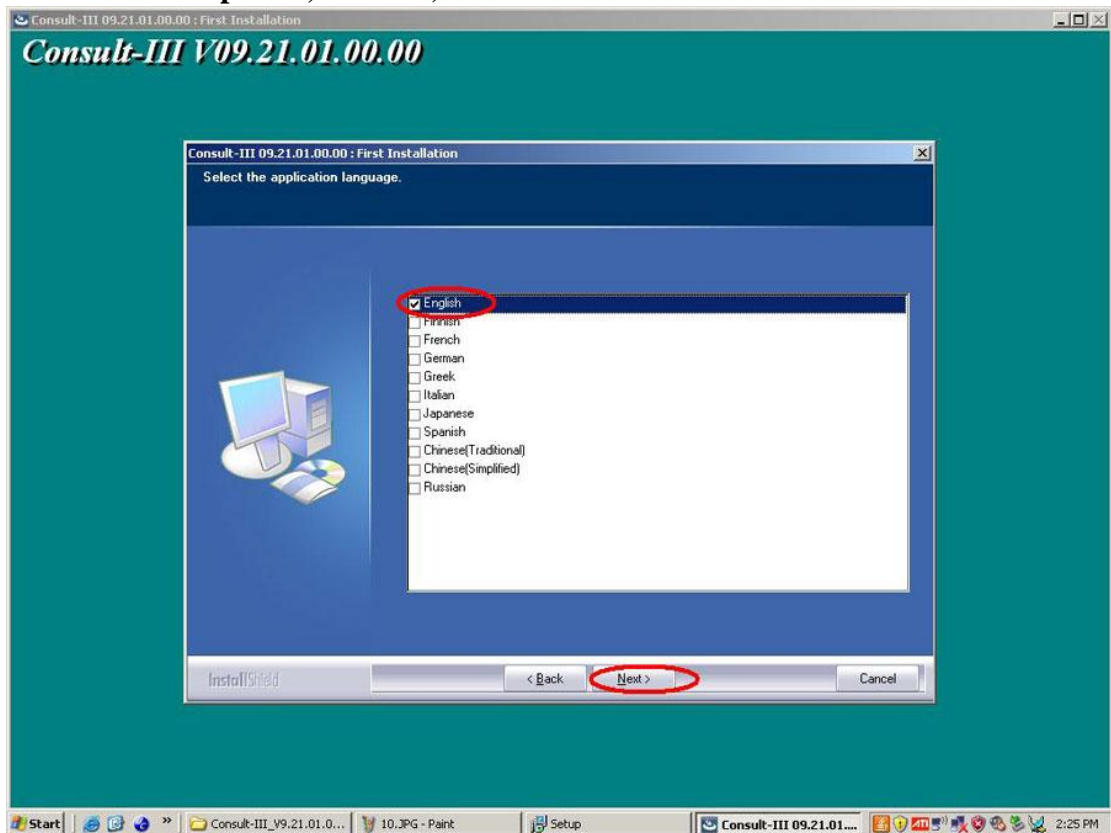 Consult-III 09.21.01.00.00 : First Installation
Consult-III V09.21.01.00.00
Consult-III 09.21.01.00.00 : First Installation
Select the application language.
English
Finnish
French
German
Greek
Italian
Japanese
Spanish
Chinese(Traditional)
Chinese(Simplified)
Russian
InstallShield
< Back Next > Cancel
Start » Consult-III_V9.21.01.0... 10.JPG - Paint Setup Consult-III 09.21.01.... ATI 2:25 PM